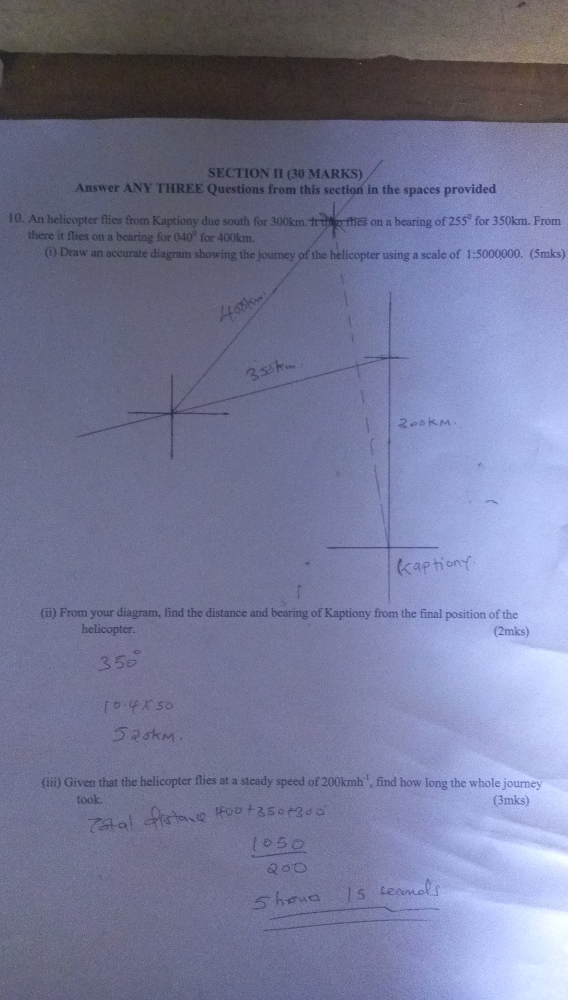 SECTION II (30 MARKS)
Answer ANY THREE Questions from this section in the spaces provided
10. An helicopter flies from Kaptiony due south for 300km. It then flies on a bearing of 255⁰ for 350km. From
there it flies on a bearing for 040⁰ for 400km.
(i) Draw an accurate diagram showing the journey of the helicopter using a scale of 1:5000000. (5mks)
400km.
350km.
300KM.
Kaptiony.
(ii) From your diagram, find the distance and bearing of Kaptiony from the final position of the
helicopter. (2mks)
350°
10.4 X 50
520KM.
(iii) Given that the helicopter flies at a steady speed of 200kmh⁻¹, find how long the whole journey
took. (3mks)
Total distance 400+350+300
1050
200
5 hours 15 seconds